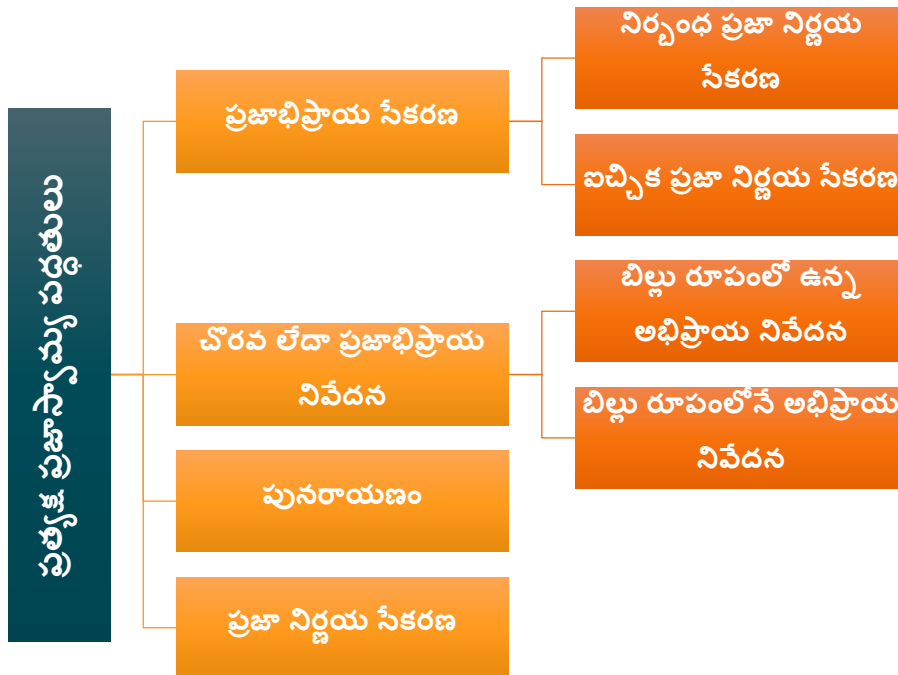 ప్రత్యక్ష ప్రజాస్వామ్య పద్ధతులు
ప్రజాభిప్రాయ సేకరణ
నిర్బంధ ప్రజా నిర్ణయ
సేకరణ
ఐచ్చిక ప్రజా నిర్ణయ సేకరణ
చొరవ లేదా ప్రజాభిప్రాయ
నివేదన
బిల్లు రూపంలో ఉన్న
అభిప్రాయ నివేదన
బిల్లు రూపంలోనే అభిప్రాయ
నివేదన
పునరాయణం
ప్రజా నిర్ణయ సేకరణ